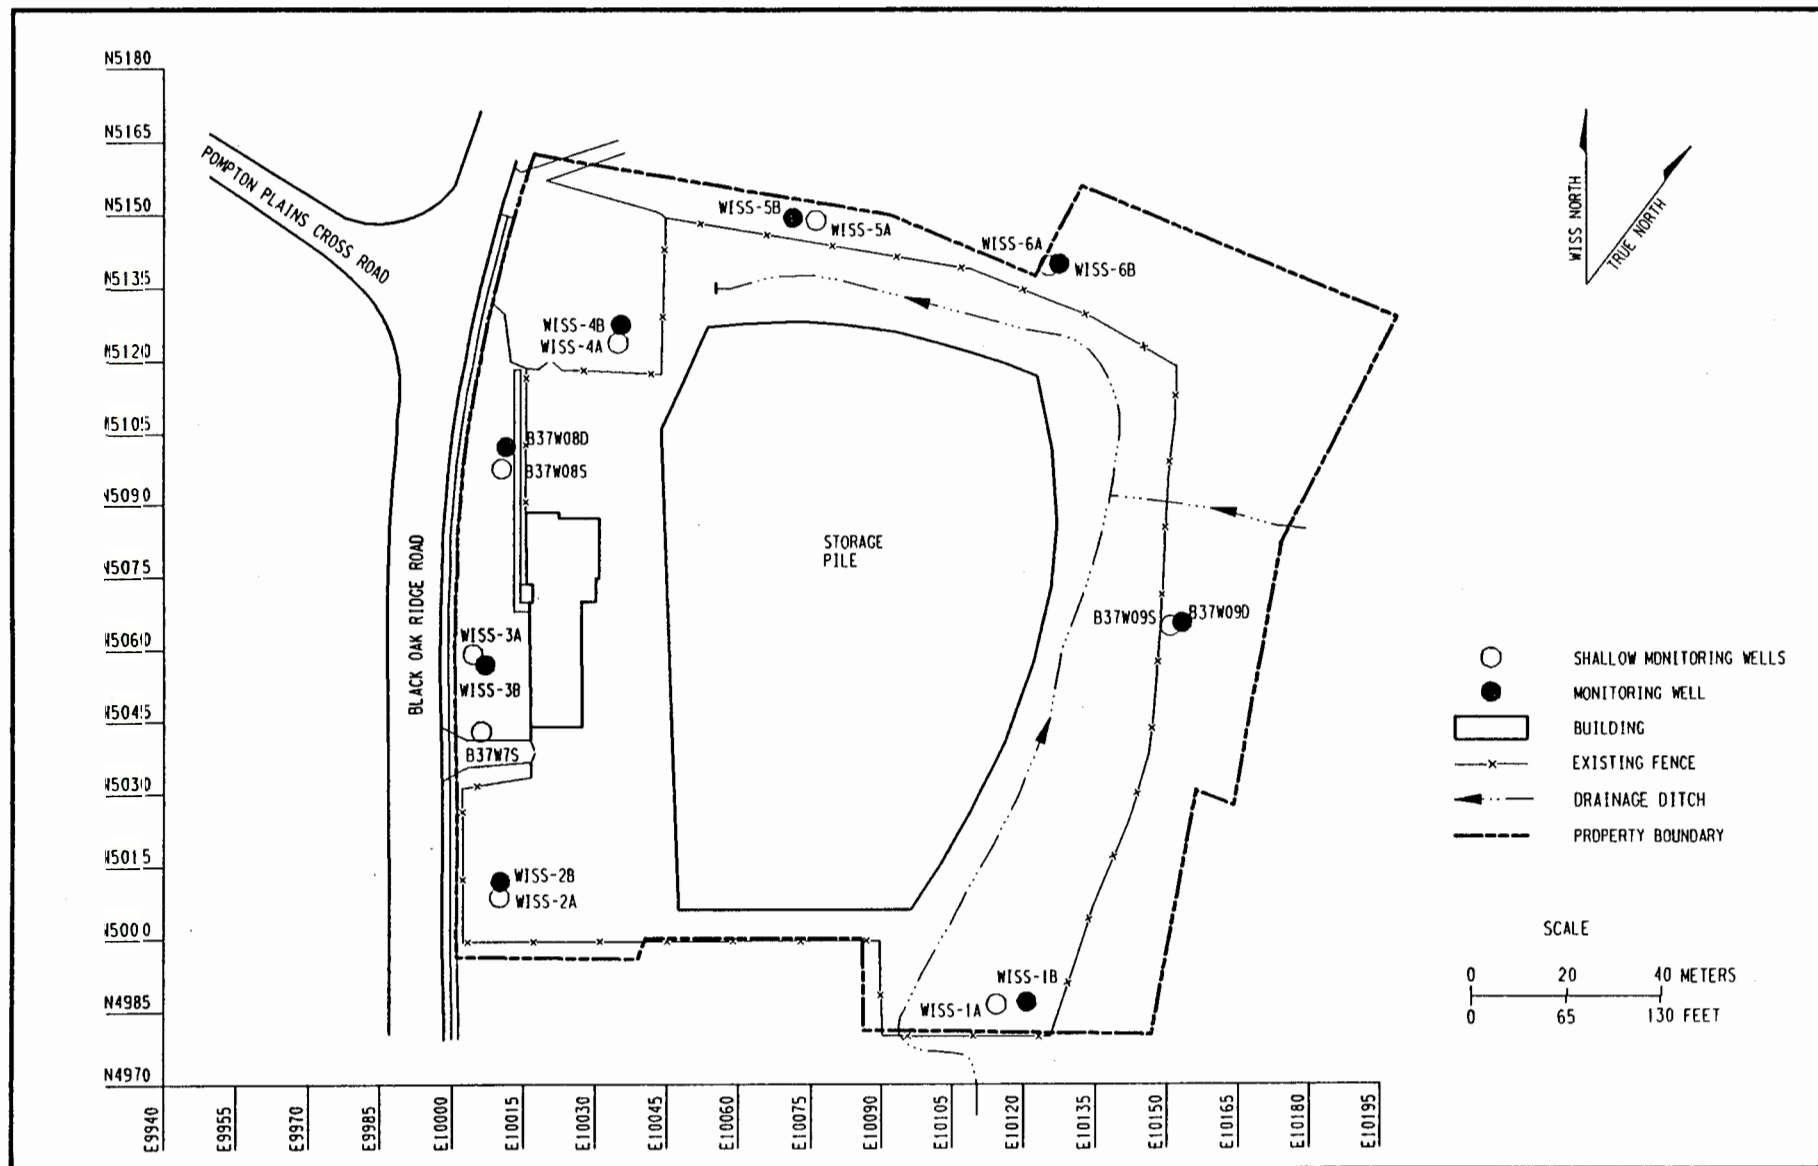 N5180
N5165
N5150
N5135
N5120
N5105
N5090
N5075
N5060
N5045
N5030
N5015
N5000
N4985
N4970
E9940
E9955
E9970
E9985
E10000
E10015
E10030
E10045
E10060
E10075
E10090
E10105
E10120
E10135
E10150
E10165
E10180
E10195
POMPTON PLAINS CROSS ROAD
BLACK OAK RIDGE ROAD
WISS-5B
WISS-5A
WISS-6A
WISS-6B
WISS-4B
WISS-4A
B37W08D
B37W08S
STORAGE
PILE
B37W09S
B37W09D
WISS-3A
WISS-3B
B37W7S
WISS-2B
WISS-2A
WISS-1B
WISS-1A
WISS NORTH
TRUE NORTH
SHALLOW MONITORING WELLS
MONITORING WELL
BUILDING
EXISTING FENCE
DRAINAGE DITCH
PROPERTY BOUNDARY
SCALE
0 20 40 METERS
0 65 130 FEET